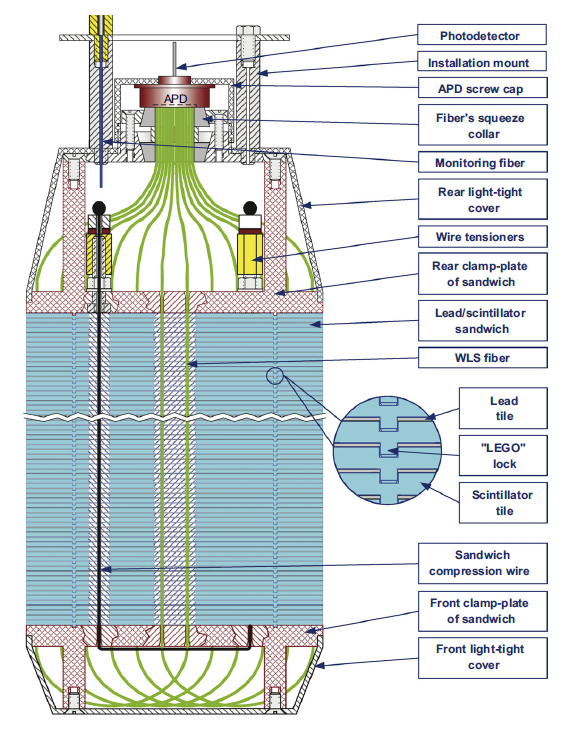 Photodetector
Installation mount
APD screw cap
APD
Fiber's squeeze
collar
Monitoring fiber
Rear light-tight
cover
Wire tensioners
Rear clamp-plate
of sandwich
Lead/scintillator
sandwich
WLS fiber
Lead
tile
"LEGO"
lock
Scintillator
tile
Sandwich
compression wire
Front clamp-plate
of sandwich
Front light-tight
cover